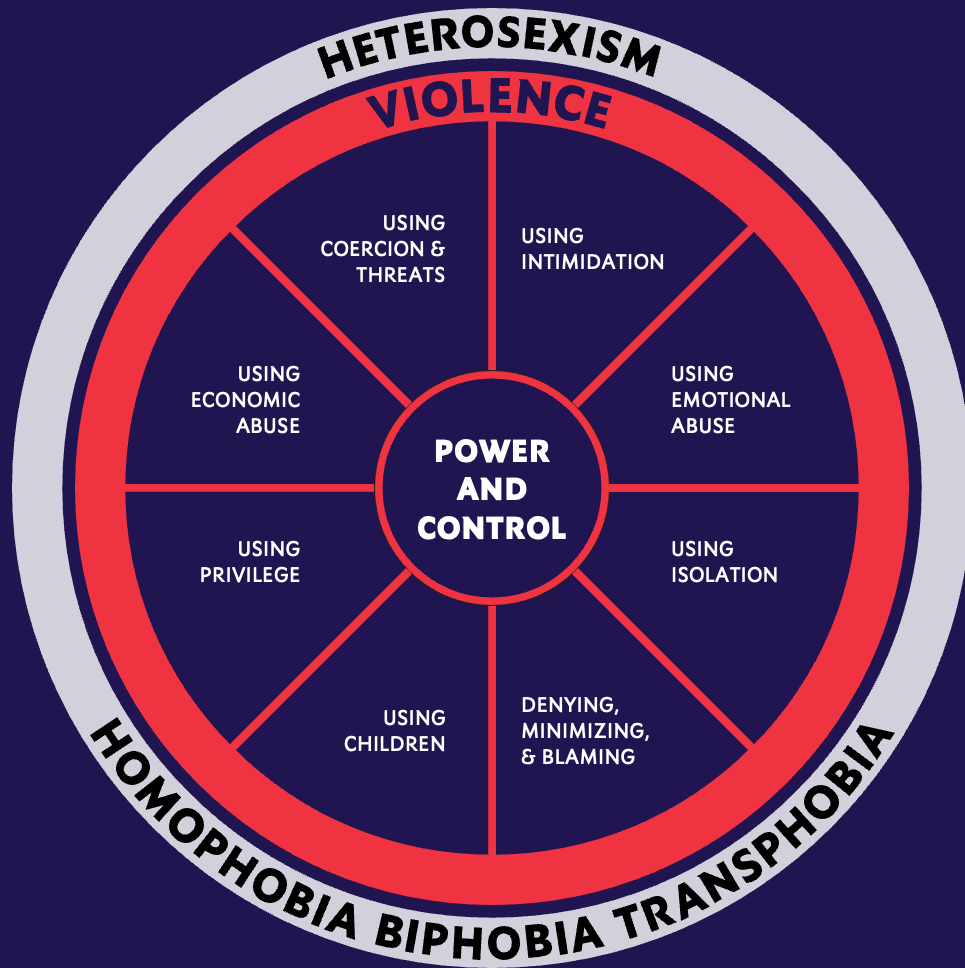 HETEROSEXISM
VIOLENCE
USING
COERCION &
THREATS
USING
INTIMIDATION
USING
ECONOMIC
ABUSE
USING
EMOTIONAL
ABUSE
POWER
AND
CONTROL
USING
PRIVILEGE
USING
ISOLATION
USING
CHILDREN
DENYING,
MINIMIZING,
& BLAMING
HOMOPHOBIA BIPHOBIA TRANSPHOBIA